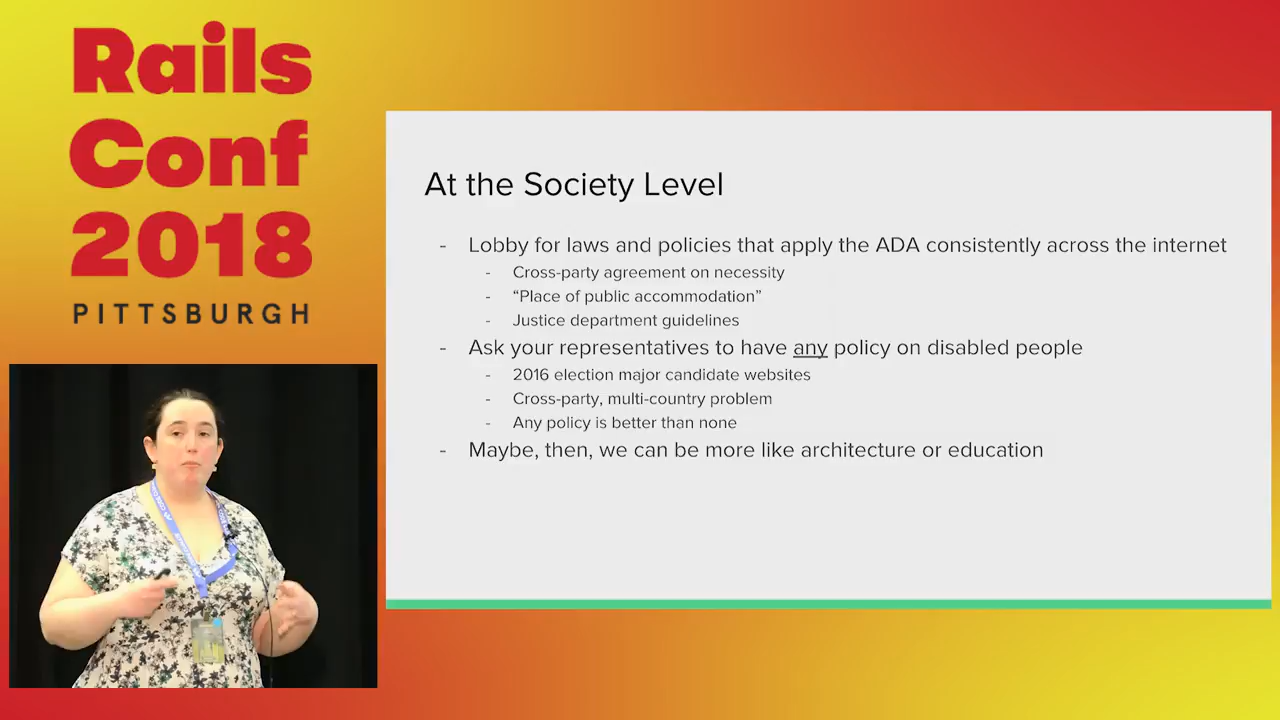 Rails
Conf
2018
PITTSBURGH
At the Society Level
- Lobby for laws and policies that apply the ADA consistently across the internet
- Cross-party agreement on necessity
- “Place of public accommodation”
- Justice department guidelines
- Ask your representatives to have any policy on disabled people
- 2016 election major candidate websites
- Cross-party, multi-country problem
- Any policy is better than none
- Maybe, then, we can be more like architecture or education